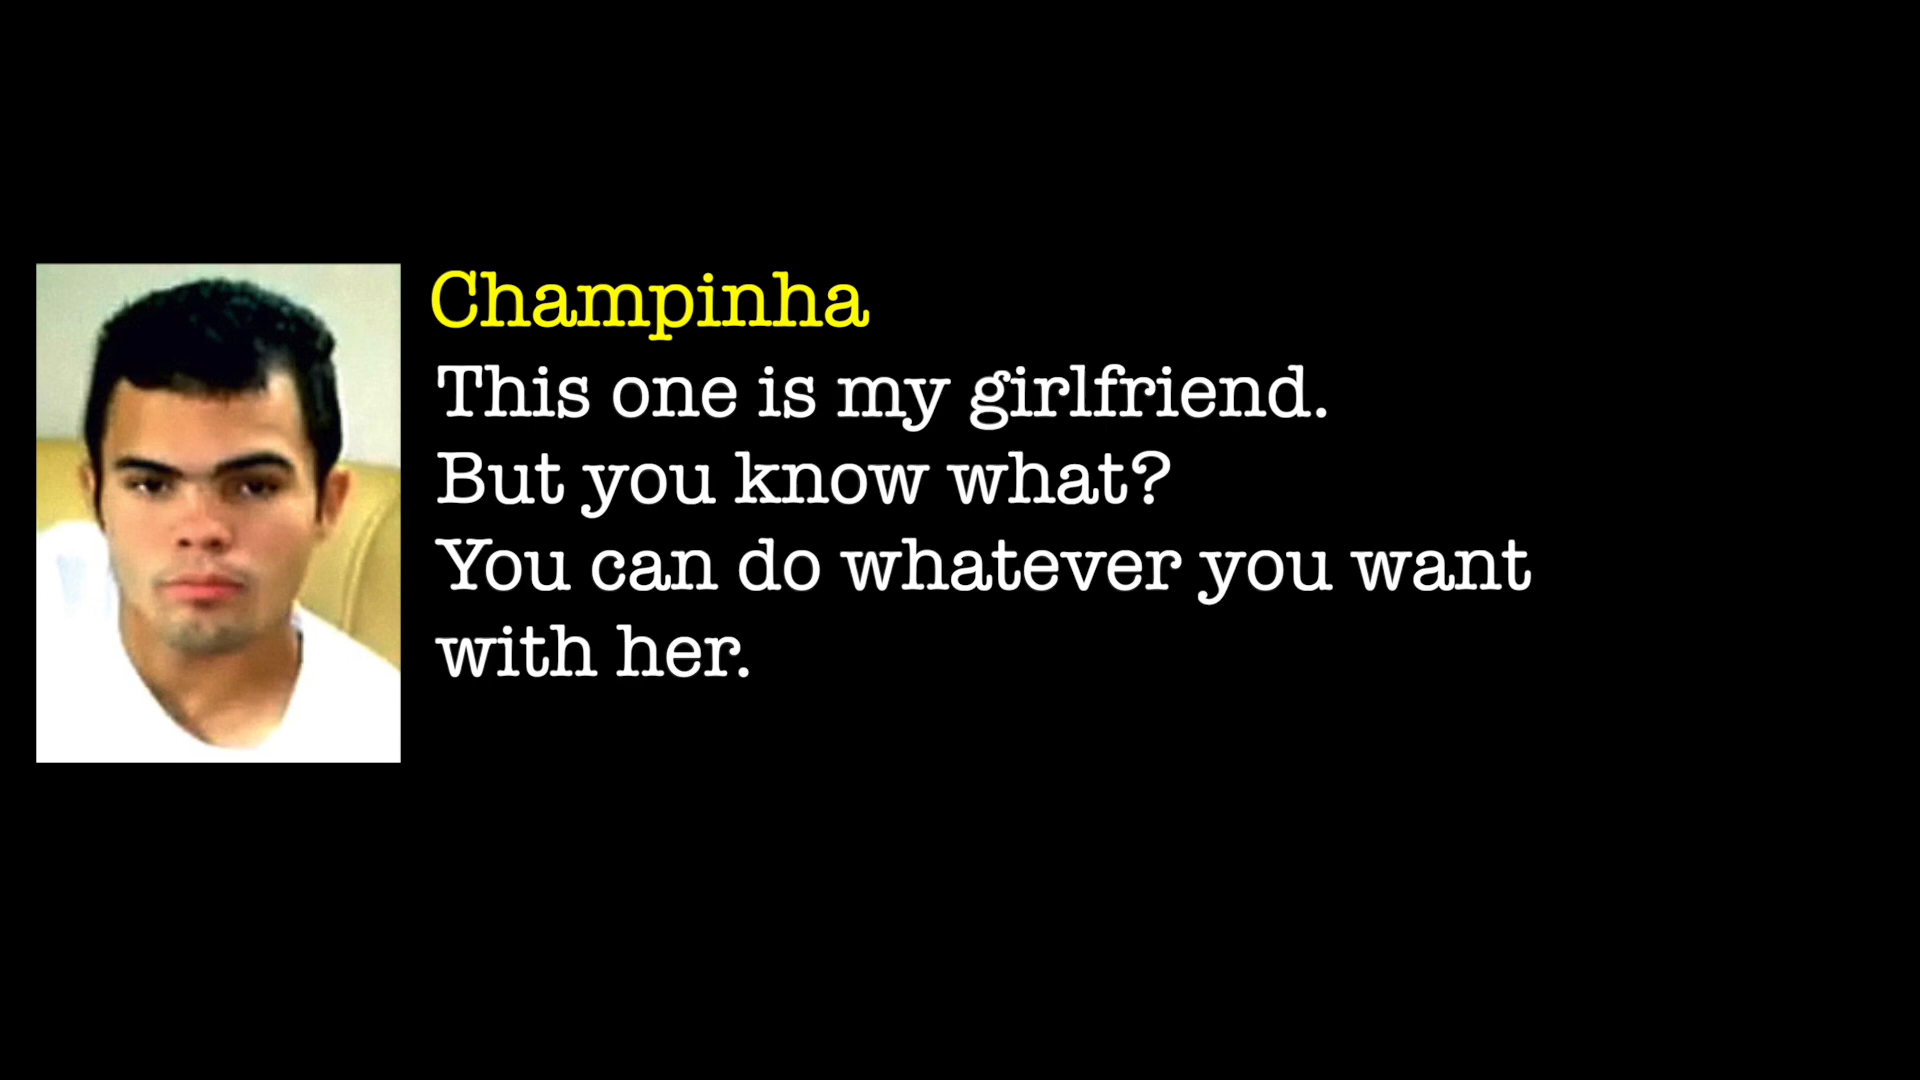 Champinha
This one is my girlfriend.
But you know what?
You can do whatever you want
with her.